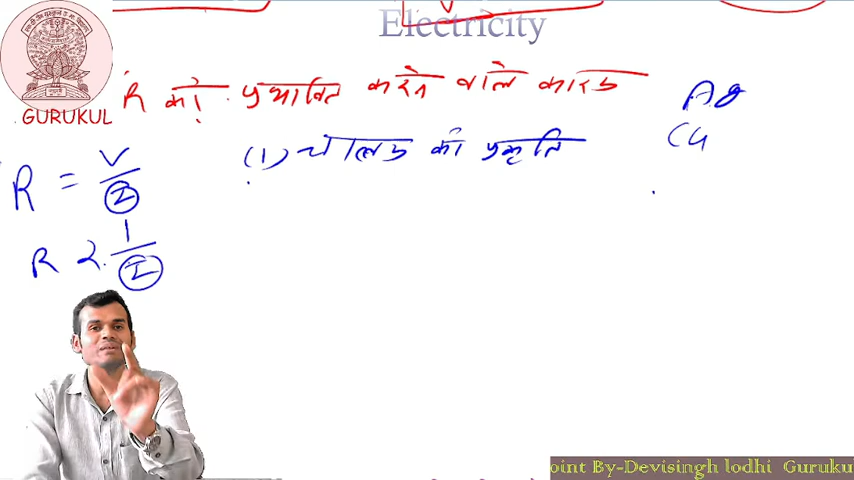 Electricity
GURUKUL
R को प्रभावित करने वाले कारक
Ag
(1) चालक की प्रकृति
Cu
R = V/I
R ∝ 1/I
oint By-Devisingh lodhi Guruku